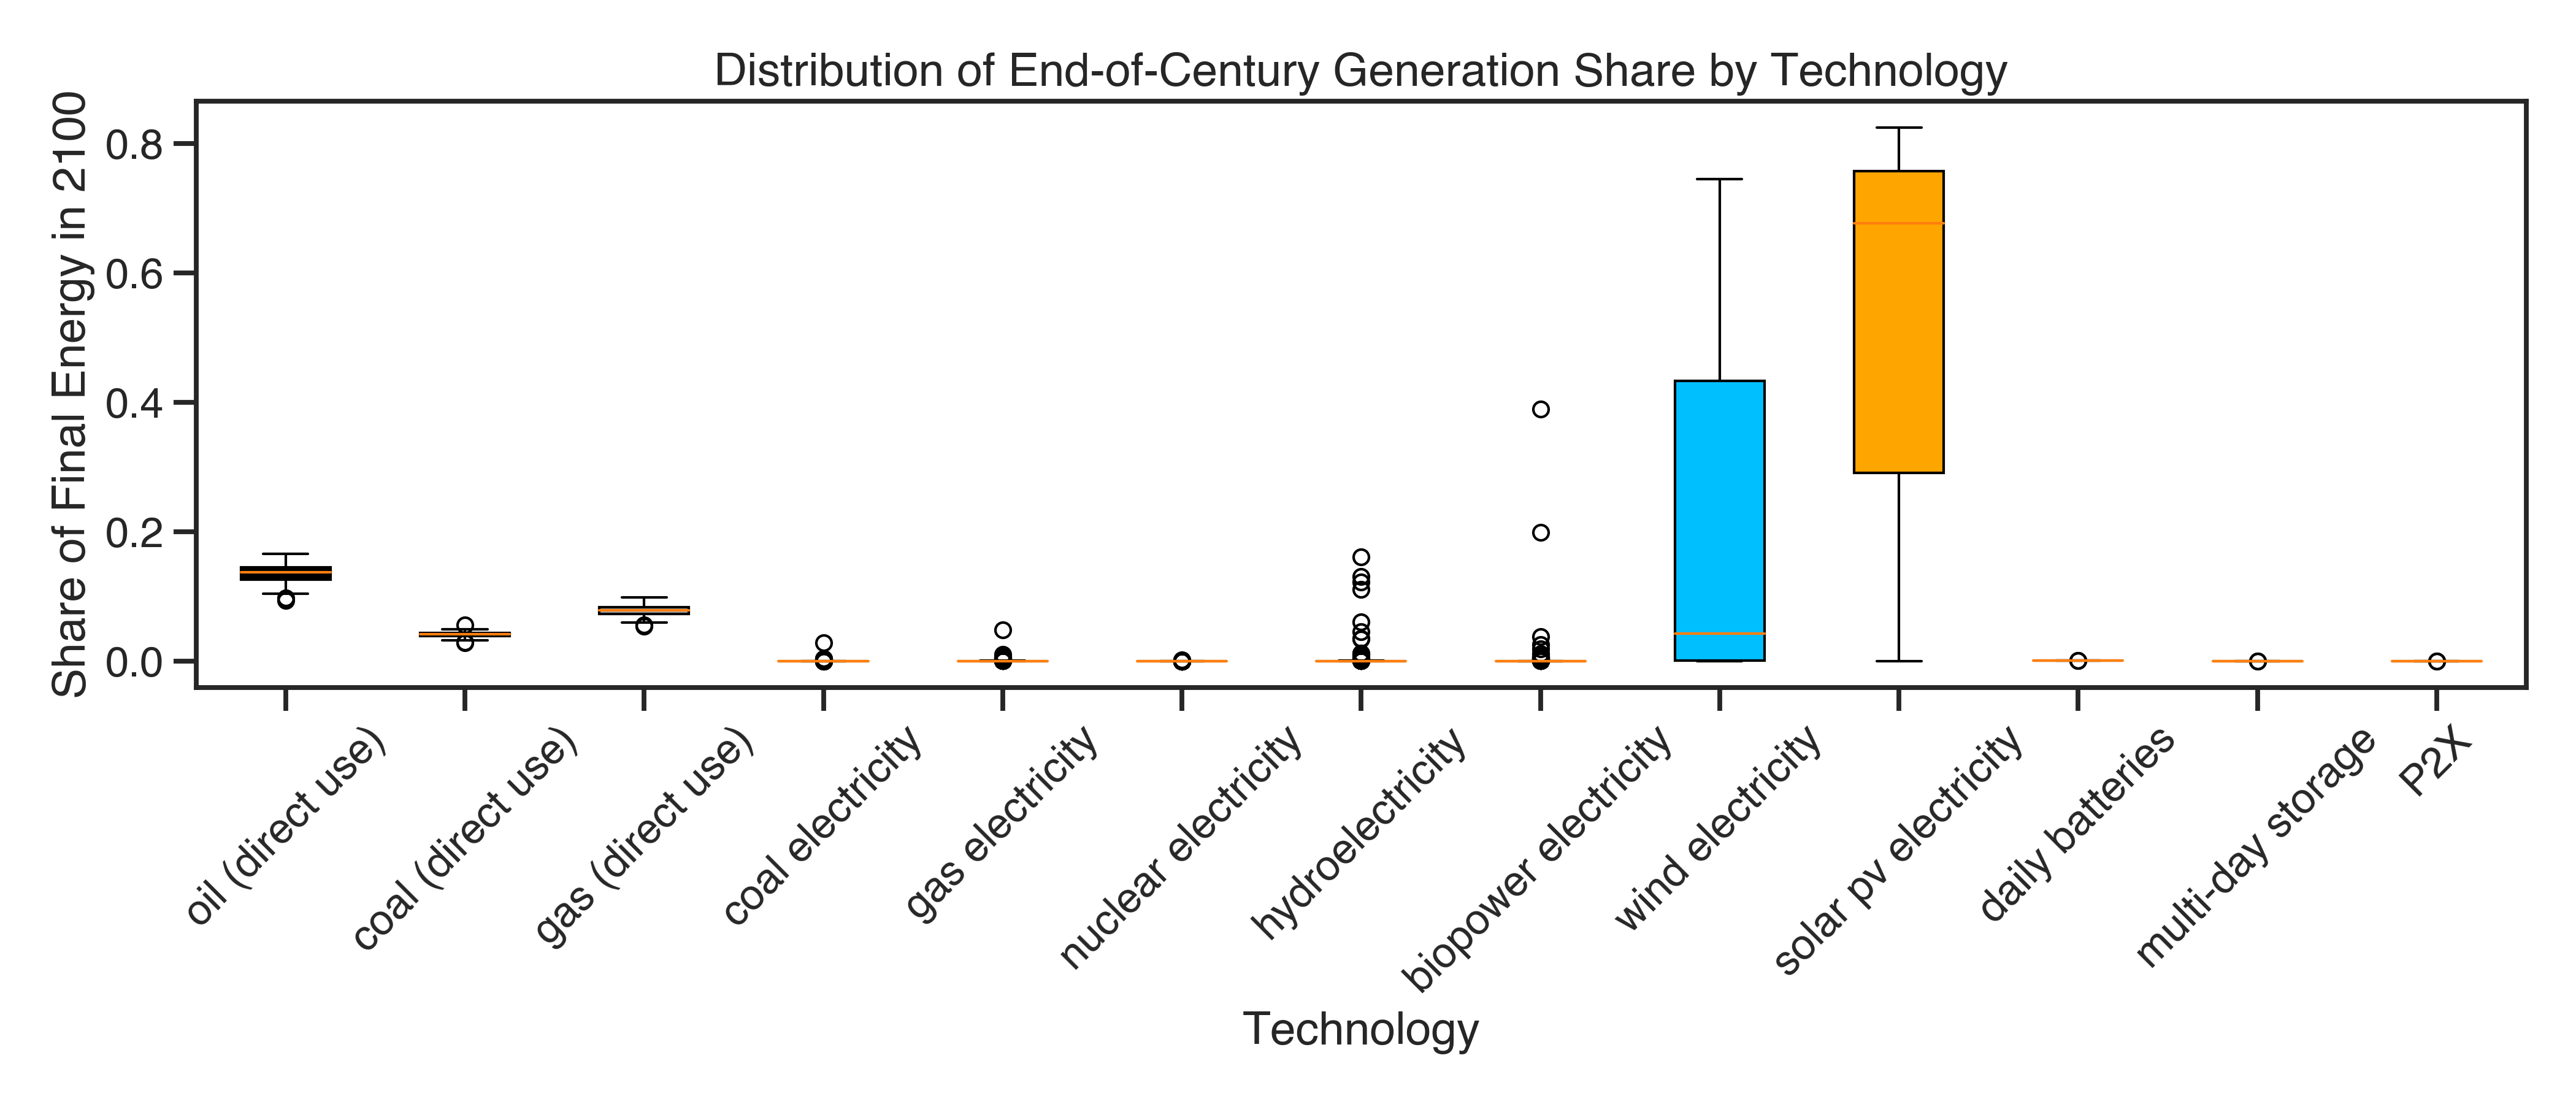 Distribution of End-of-Century Generation Share by Technology
Share of Final Energy in 2100
0.8
0.6
0.4
0.2
0.0
oil (direct use)
coal (direct use)
gas (direct use)
coal electricity
gas electricity
nuclear electricity
hydroelectricity
biopower electricity
wind electricity
solar pv electricity
daily batteries
multi-day storage
P2X
Technology